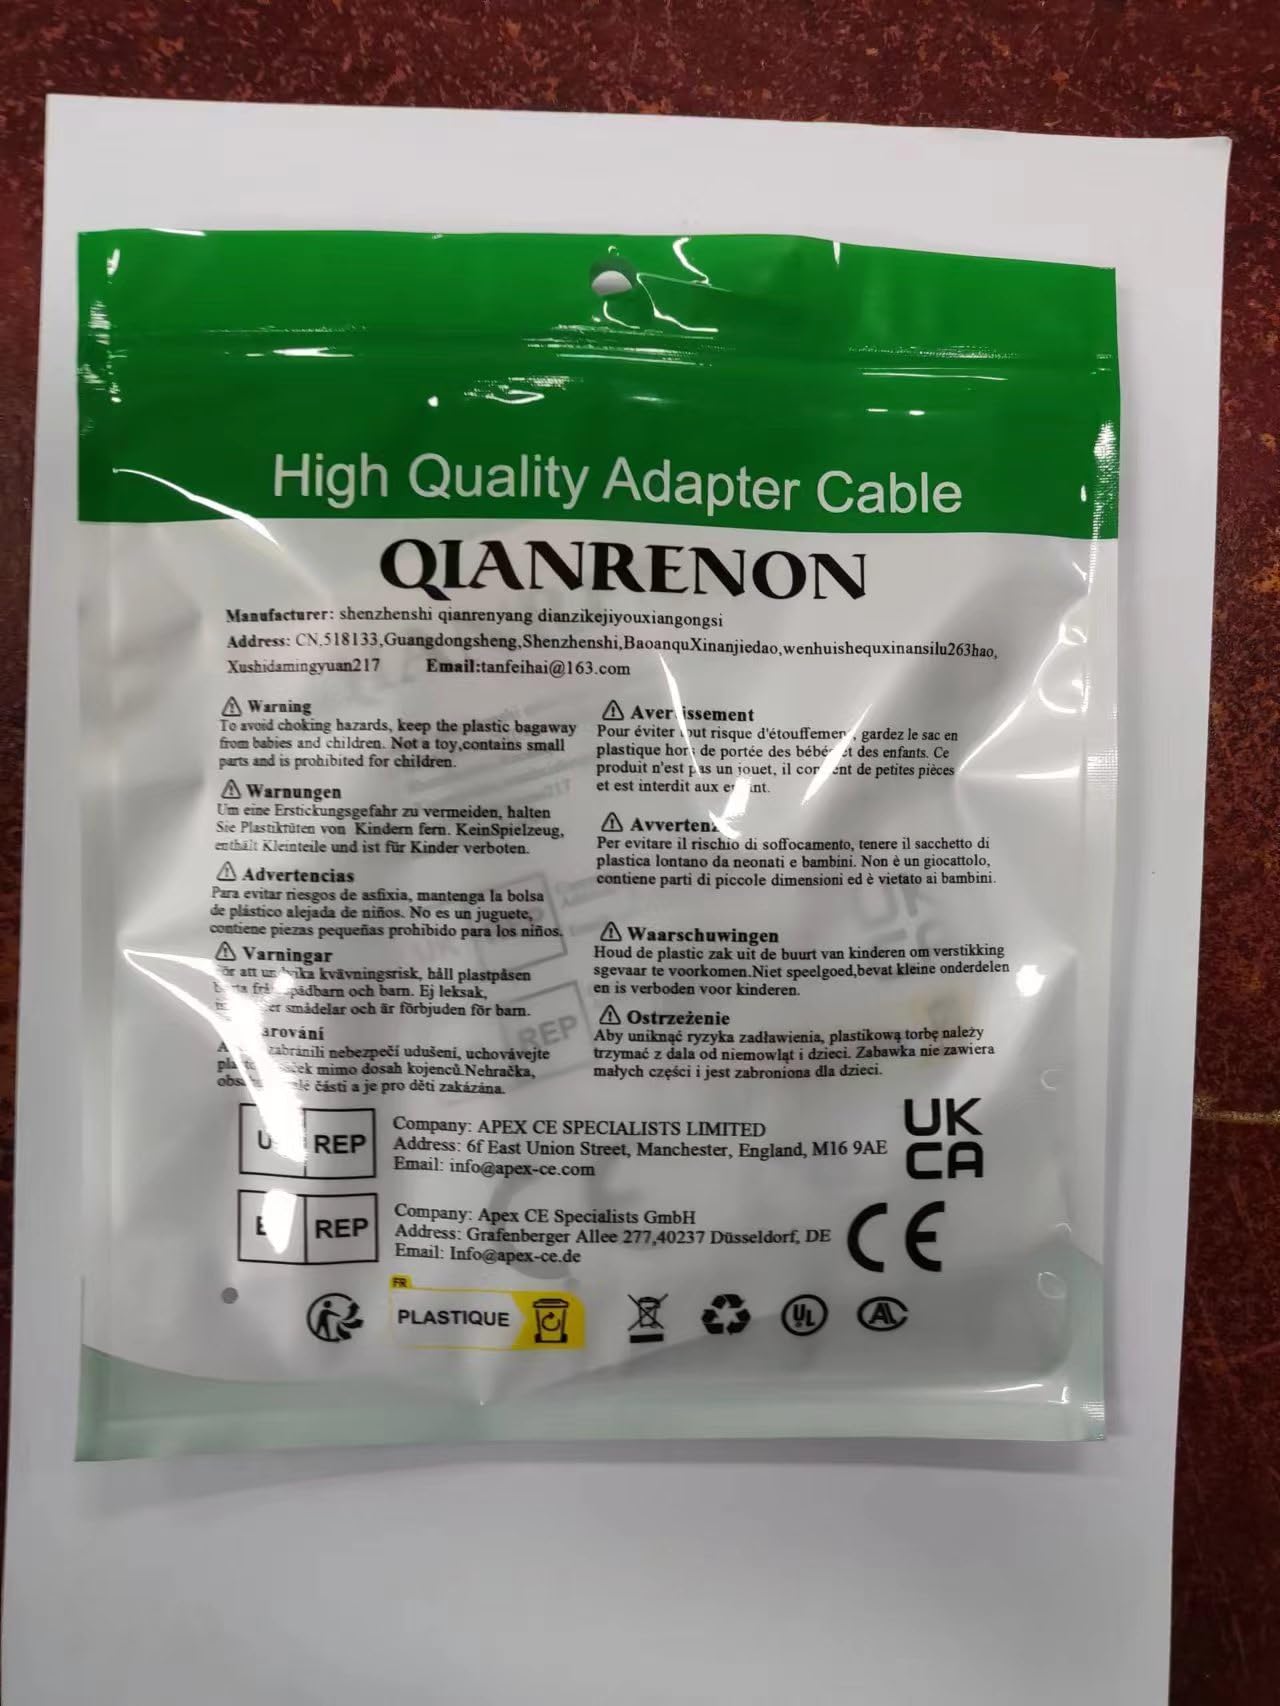 High Quality Adapter Cable
QIANRENON
Manufacturer: shenzhenshi qianrenyang dianzikejiyouxiangongsi
Address: CN,518133,Guangdongsheng,Shenzhenshi,BaoanquXinanjiedao,wenhuishequxinansilu263hao,
Xushidamingyuan217 Email:tanfeihai@163.com
Warning
To avoid choking hazards, keep the plastic bagaway
from babies and children. Not a toy,contains small
parts and is prohibited for children.
Warnungen
Um eine Erstickungsgefahr zu vermeiden, halten
Sie Plastiktüten von Kindern fern. KeinSpielzeug,
enthält Kleinteile und ist für Kinder verboten.
Advertencias
Para evitar riesgos de asfixia, mantenga la bolsa
de plástico alejada de niños. No es un juguete,
contiene piezas pequeñas prohibido para los niños.
Varningar
att kvävningsrisk, håll plastpåsen
spädbarn och barn. Ej leksak,
smådelar och är förbjuden för barn.
zabránili nebezpečí udušení, uchovávejte
mimo dosah kojenců.Nehračka,
části a je pro děti zakázána.
Avertissement
Pour éviter tout risque d'étouffement, gardez le sac en
plastique hors de portée des bébés et des enfants. Ce
produit n'est pas un jouet, il contient de petites pièces
et est interdit aux
Per evitare il rischio di soffocamento, tenere il sacchetto di
plastica lontano da neonati e bambini. Non è un giocattolo,
contiene parti di piccole dimensioni ed è vietato ai bambini.
Waarschuwingen
Houd de plastic zak uit de buurt van kinderen om verstikking
sgevaar te voorkomen.Niet speelgoed,bevat kleine onderdelen
en is verboden voor kinderen.
Ostrzeżenie
Aby uniknąć ryzyka zadławienia, plastikową torbę należy
trzymać z dala od niemowląt i dzieci. Zabawka nie zawiera
małych części i jest zabroniona dla dzieci.
REP
Company: APEX CE SPECIALISTS LIMITED
Address: 6f East Union Street, Manchester, England, M16 9AE
Email: info@apex-ce.com
UK
CA
REP
Company: Apex CE Specialists GmbH
Address: Grafenberger Allee 277,40237 Düsseldorf, DE
Email: Info@apex-ce.de
CE
FR
PLASTIQUE
UL